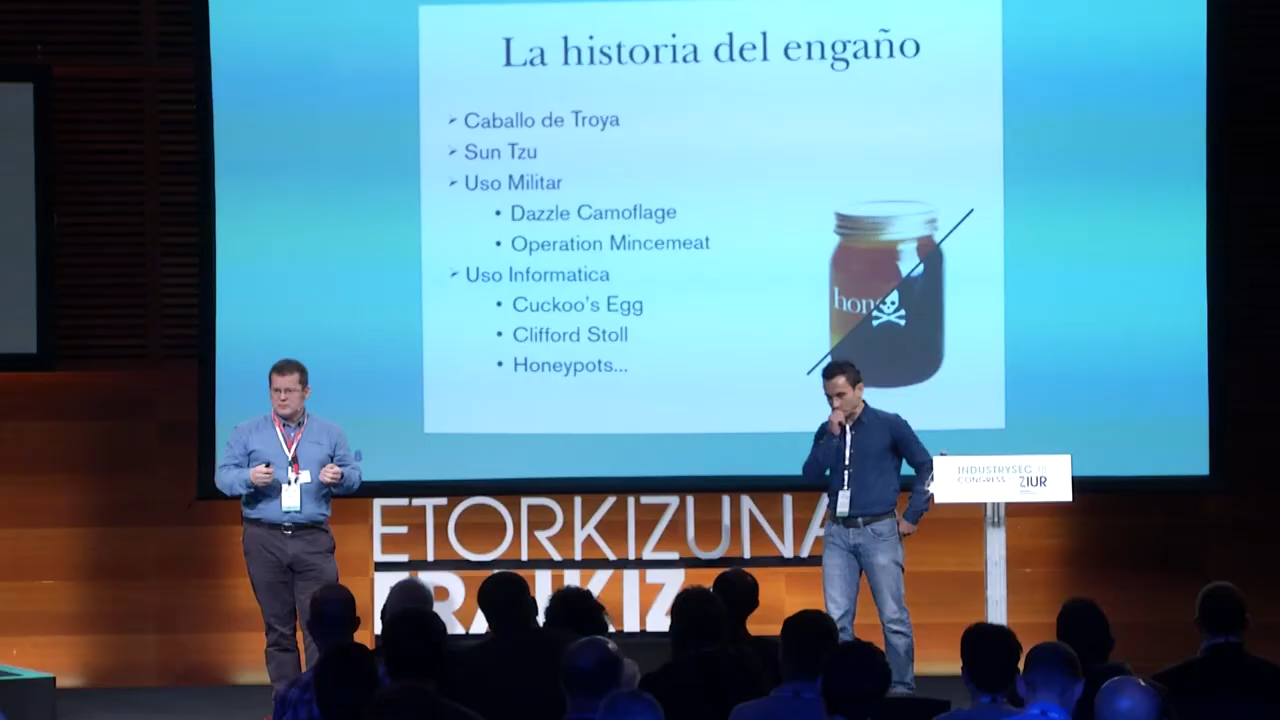 La historia del engaño
Caballo de Troya
Sun Tzu
Uso Militar
Dazzle Camoflage
Operation Mincemeat
Uso Informatica
Cuckoo's Egg
Clifford Stoll
Honeypots...
hon
INDUSTRYSEC
CONGRESS ZIUR
ETORKIZUNA
ERAIKIZ